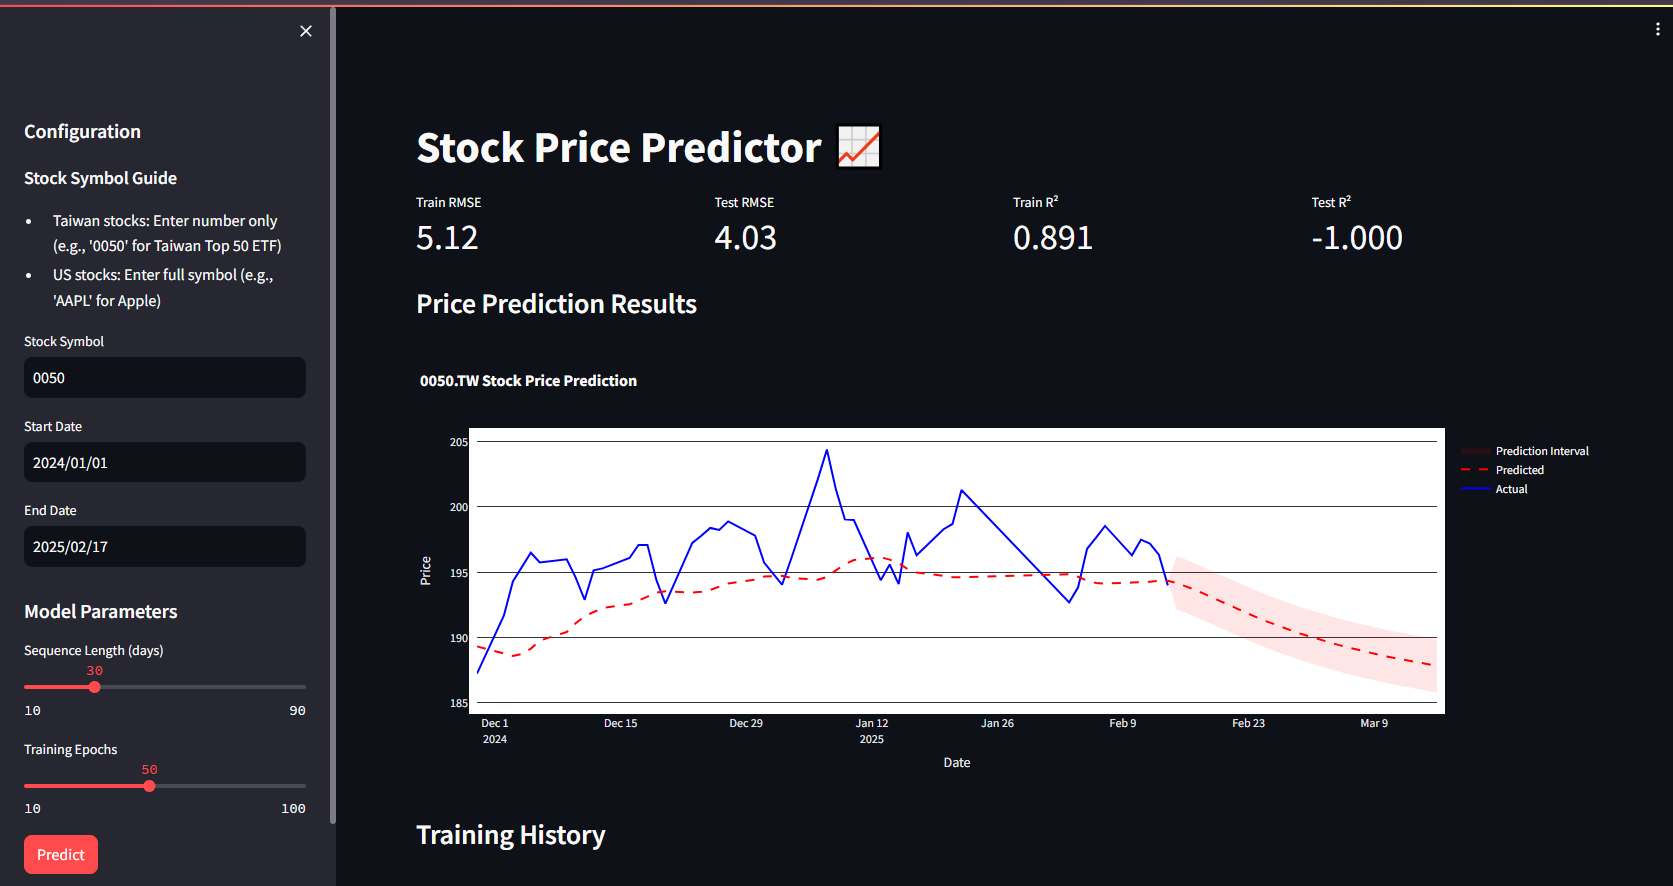 Configuration
Stock Symbol Guide
• Taiwan stocks: Enter number only
(e.g., '0050' for Taiwan Top 50 ETF)
• US stocks: Enter full symbol (e.g.,
'AAPL' for Apple)
Stock Symbol
0050
Start Date
2024/01/01
End Date
2025/02/17
Model Parameters
Sequence Length (days)
30
10 90
Training Epochs
50
10 100
Predict
Stock Price Predictor
Train RMSE
5.12
Test RMSE
4.03
Train R²
0.891
Test R²
-1.000
Price Prediction Results
0050.TW Stock Price Prediction
Price
205
200
195
190
185
Dec 1
2024
Dec 15
Dec 29
Jan 12
2025
Jan 26
Feb 9
Feb 23
Mar 9
Date
Prediction Interval
Predicted
Actual
Training History